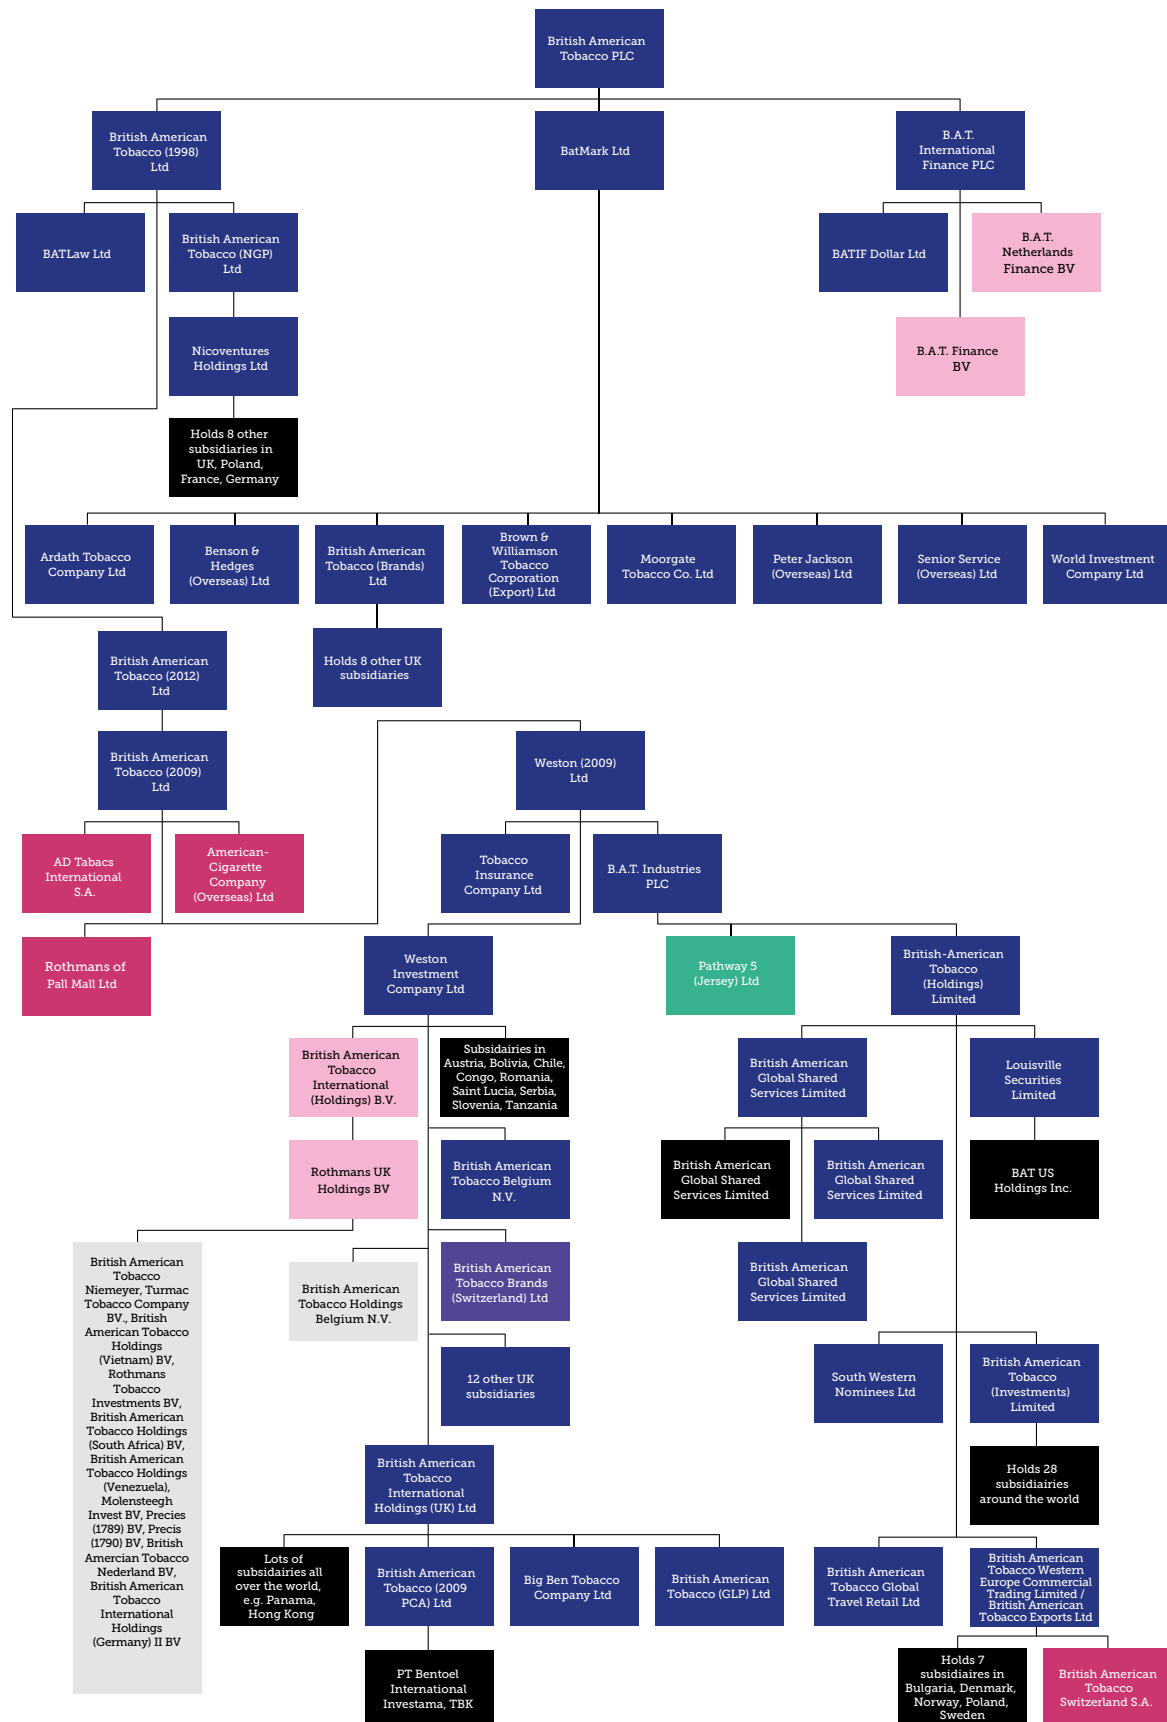 British American
Tobacco PLC
British American
Tobacco (1998)
Ltd
BatMark Ltd
B.A.T.
International
Finance PLC
BATLaw Ltd
British American
Tobacco (NGP)
Ltd
BATIF Dollar Ltd
B.A.T.
Netherlands
Finance BV
Nicoventures
Holdings Ltd
B.A.T. Finance
BV
Holds 8 other
subsidiaries in
UK, Poland,
France, Germany
Ardath Tobacco
Company Ltd
Benson &
Hedges
(Overseas) Ltd
British American
Tobacco (Brands)
Ltd
Brown &
Williamson
Tobacco
Corporation
(Export) Ltd
Moorgate
Tobacco Co. Ltd
Peter Jackson
(Overseas) Ltd
Senior Service
(Overseas) Ltd
World Investment
Company Ltd
British American
Tobacco (2012)
Ltd
Holds 8 other UK
subsidiaries
British American
Tobacco (2009)
Ltd
Weston (2009)
Ltd
AD Tabacs
International
S.A.
American-
Cigarette
Company
(Overseas) Ltd
Tobacco
Insurance
Company Ltd
B.A.T. Industries
PLC
Rothmans of
Pall Mall Ltd
Weston
Investment
Company Ltd
Pathway 5
(Jersey) Ltd
British-American
Tobacco
(Holdings)
Limited
British American
Tobacco
International
(Holdings) B.V.
Subsidairies in
Austria, Bolivia, Chile,
Congo, Romania,
Saint Lucia, Serbia,
Slovenia, Tanzania
British American
Global Shared
Services Limited
Louisville
Securities
Limited
Rothmans UK
Holdings BV
British American
Tobacco Belgium
N.V.
British American
Global Shared
Services Limited
British American
Global Shared
Services Limited
BAT US
Holdings Inc.
British American
Tobacco
Niemeyer, Turmac
Tobacco Company
BV., British
American Tobacco
Holdings
(Vietnam) BV,
Rothmans
Tobacco
Investments BV,
British American
Tobacco Holdings
(South Africa) BV,
British American
Tobacco Holdings
(Venezuela),
Molensteegh
Invest BV, Precies
(1789) BV, Precis
(1790) BV, British
Amercian Tobacco
Nederland BV,
British American
Tobacco
International
Holdings
(Germany) II BV
British American
Tobacco Holdings
Belgium N.V.
British American
Tobacco Brands
(Switzerland) Ltd
British American
Global Shared
Services Limited
12 other UK
subsidiaries
South Western
Nominees Ltd
British American
Tobacco
(Investments)
Limited
British American
Tobacco
International
Holdings (UK) Ltd
Holds 28
subsidiairies
around the world
Lots of
subsidairies all
over the world,
e.g. Panama,
Hong Kong
British American
Tobacco (2009
PCA) Ltd
Big Ben Tobacco
Company Ltd
British American
Tobacco (GLP) Ltd
British American
Tobacco Global
Travel Retail Ltd
British American
Tobacco Western
Europe Commercial
Trading Limited /
British American
Tobacco Exports Ltd
PT Bentoel
International
Investama, TBK
Holds 7
subsidiaires in
Bulgaria, Denmark,
Norway, Poland,
Sweden
British American
Tobacco
Switzerland S.A.